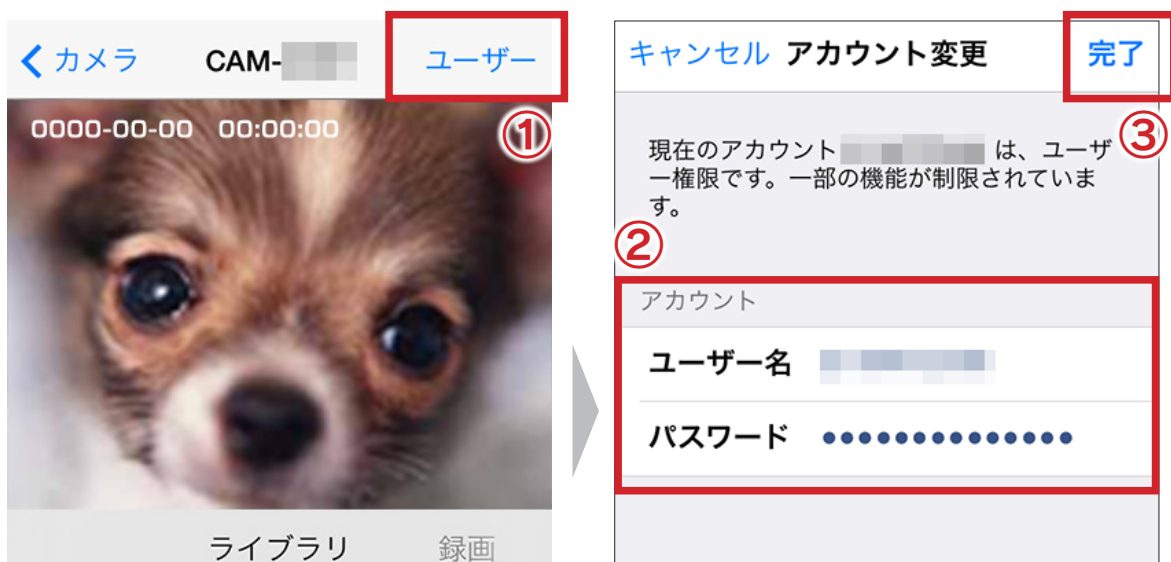 カメラ
CAM-
ユーザー
①
0000-00-00 00:00:00
ライブラリ
録画
キャンセル
アカウント変更
完了
③
現在のアカウント は、ユーザ
ー権限です。一部の機能が制限されていま
す。
②
アカウント
ユーザー名
パスワード ••••••••••••••